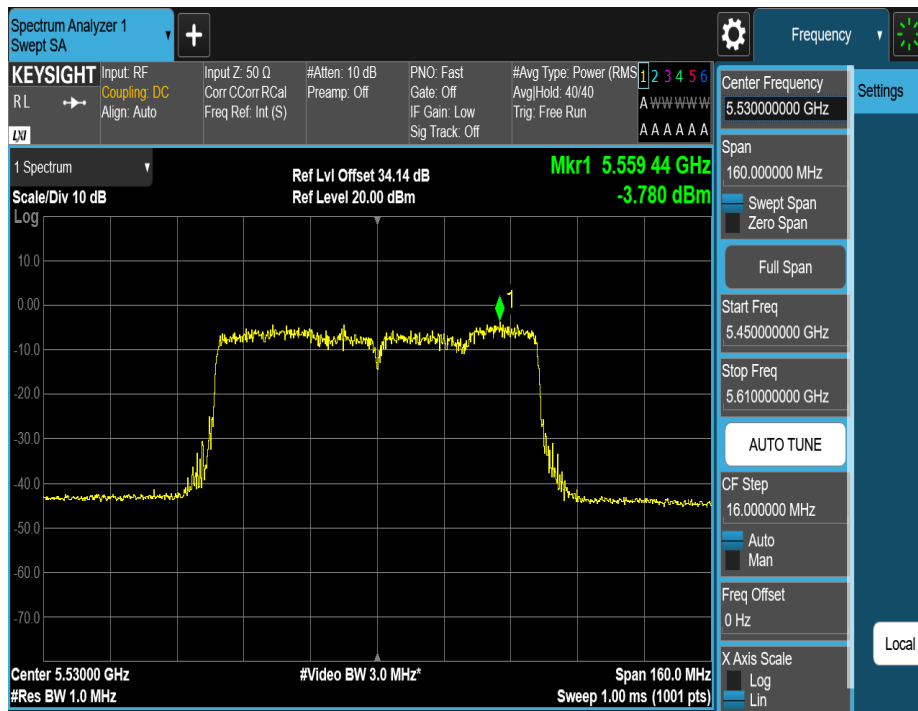 Spectrum Analyzer 1
Swept SA
+
Frequency
KEYSIGHT
RL
LXI
Input: RF
Coupling: DC
Align: Auto
Input Z: 50 Ω
Corr CCorr RCal
Freq Ref: Int (S)
#Atten: 10 dB
Preamp: Off
PNO: Fast
Gate: Off
IF Gain: Low
Sig Track: Off
#Avg Type: Power (RMS
Avg|Hold: 40/40
Trig: Free Run
1 2 3 4 5 6
A W W W W W
A A A A A A
1 Spectrum
Scale/Div 10 dB
Log
Ref Lvl Offset 34.14 dB
Ref Level 20.00 dBm
Mkr1 5.559 44 GHz
-3.780 dBm
10.0
0.00
-10.0
-20.0
-30.0
-40.0
-50.0
-60.0
-70.0
1
Center 5.53000 GHz
#Res BW 1.0 MHz
#Video BW 3.0 MHz*
Span 160.0 MHz
Sweep 1.00 ms (1001 pts)
Center Frequency
5.530000000 GHz
Span
160.000000 MHz
Swept Span
Zero Span
Full Span
Start Freq
5.450000000 GHz
Stop Freq
5.610000000 GHz
AUTO TUNE
CF Step
16.000000 MHz
Auto
Man
Freq Offset
0 Hz
X Axis Scale
Log
Lin
Settings
Local